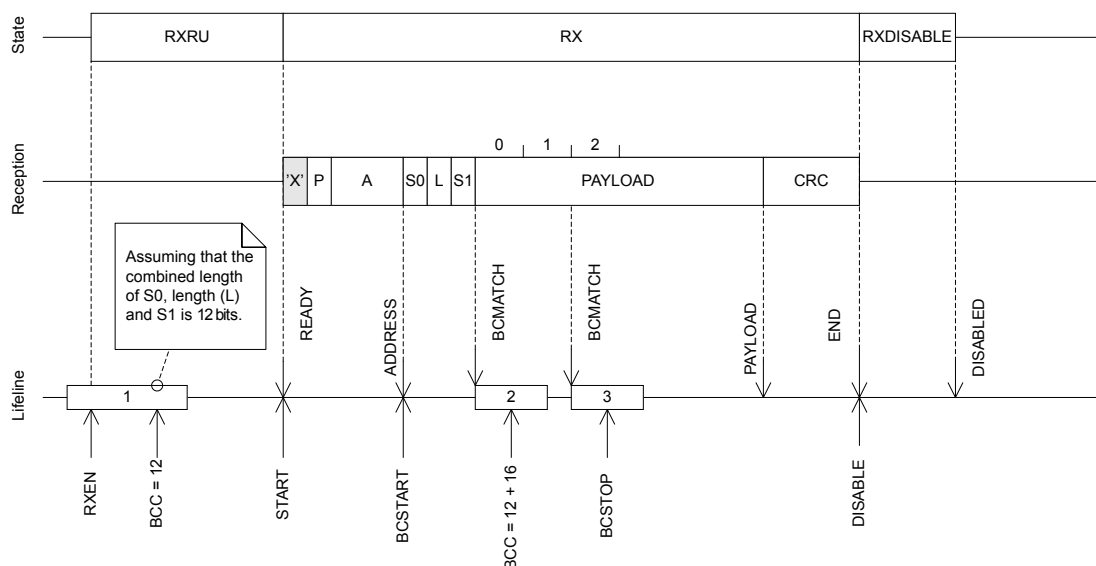 State
RXRU
RX
RXDISABLE
Reception
0
1
2
'X'
P
A
S0
L
S1
PAYLOAD
CRC
Assuming that the
combined length
of S0, length (L)
and S1 is 12 bits.
READY
ADDRESS
BCMATCH
BCMATCH
PAYLOAD
END
DISABLED
Lifeline
1
2
3
RXEN
BCC = 12
START
BCSTART
BCC = 12 + 16
BCSTOP
DISABLE